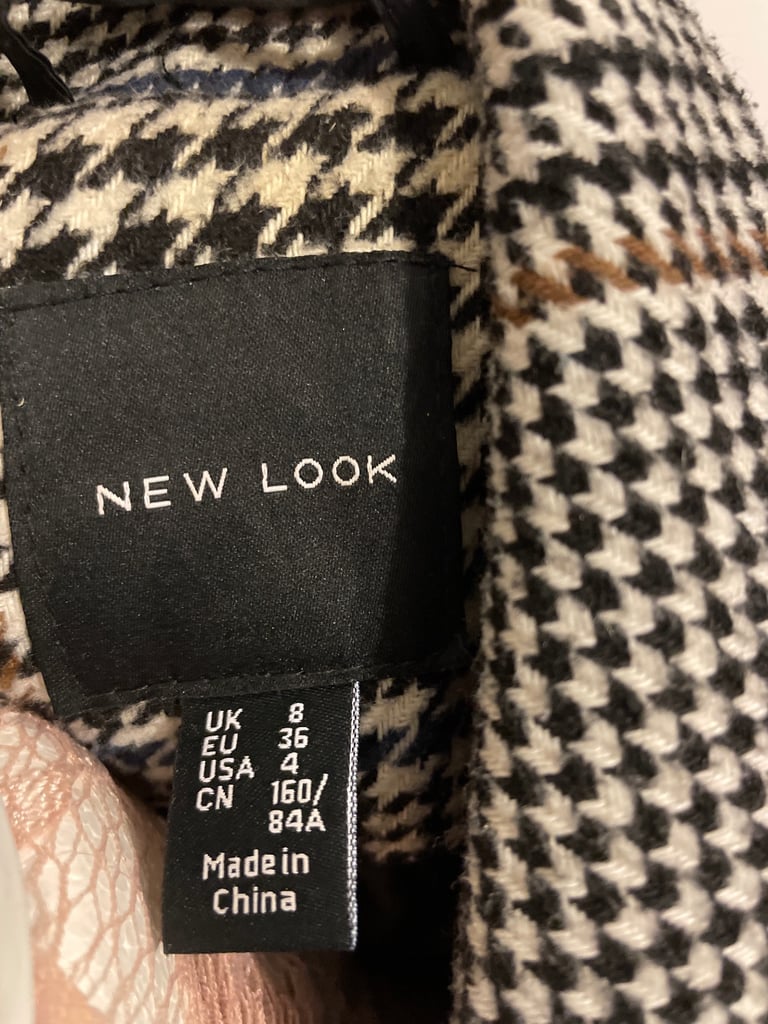 NEW LOOK
UK 8
EU 36
USA 4
CN 160/
84A
Made in
China